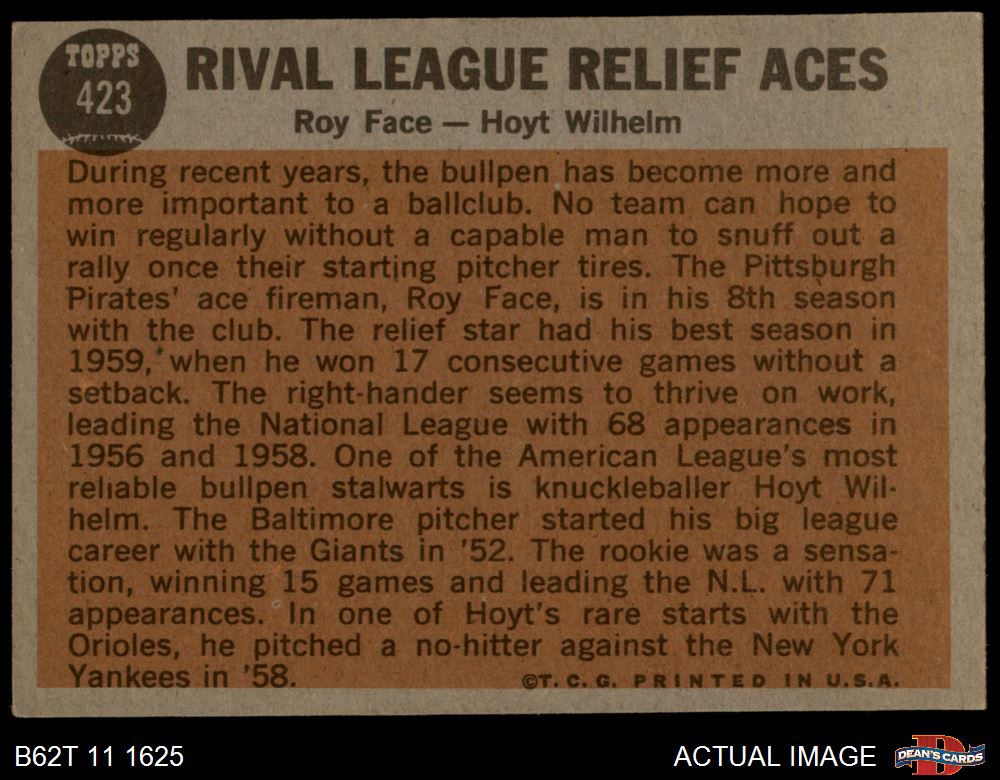 TOPPS
423
RIVAL LEAGUE RELIEF ACES
Roy Face — Hoyt Wilhelm
During recent years, the bullpen has become more and
more important to a ballclub. No team can hope to
win regularly without a capable man to snuff out a
rally once their starting pitcher tires. The Pittsburgh
Pirates' ace fireman, Roy Face, is in his 8th season
with the club. The relief star had his best season in
1959, when he won 17 consecutive games without a
setback. The right-hander seems to thrive on work,
leading the National League with 68 appearances in
1956 and 1958. One of the American League's most
reliable bullpen stalwarts is knuckleballer Hoyt Wil-
helm. The Baltimore pitcher started his big league
career with the Giants in '52. The rookie was a sensa-
tion, winning 15 games and leading the N.L. with 71
appearances. In one of Hoyt's rare starts with the
Orioles, he pitched a no-hitter against the New York
Yankees in '58.
©T. C. G. PRINTED IN U.S.A.
B62T 11 1625
ACTUAL IMAGE
DEAN'S CARDS